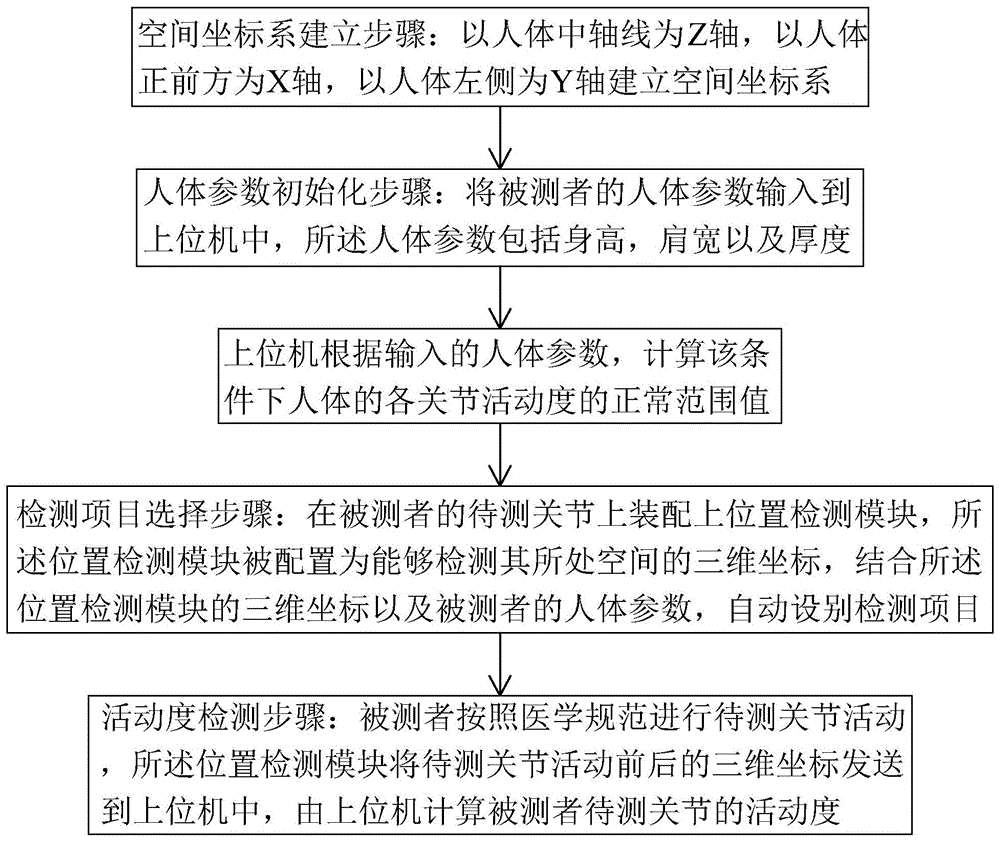 空间坐标系建立步骤：以人体中轴线为Z轴，以人体
正前方为X轴，以人体左侧为Y轴建立空间坐标系
人体参数初始化步骤：将被测者的人体参数输入到
上位机中，所述人体参数包括身高，肩宽以及厚度
上位机根据输入的人体参数，计算该条
件下人体的各关节活动度的正常范围值
检测项目选择步骤：在被测者的待测关节上装配上位置检测模块，所
述位置检测模块被配置为能够检测其所处空间的三维坐标，结合所述
位置检测模块的三维坐标以及被测者的人体参数，自动设别检测项目
活动度检测步骤：被测者按照医学规范进行待测关节活动
，所述位置检测模块将待测关节活动前后的三维坐标发送
到上位机中，由上位机计算被测者待测关节的活动度